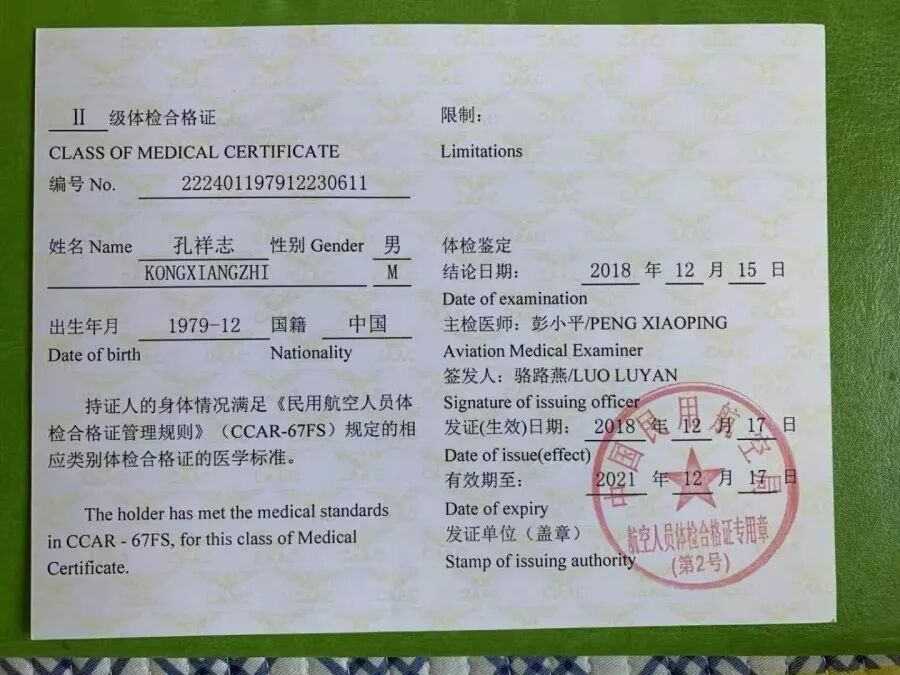 II 级体检合格证
CLASS OF MEDICAL CERTIFICATE
编号 No. 222401197912230611
姓名 Name 孔祥志 性别 Gender 男
KONGXIANGZHI M
出生年月 1979-12 国籍 中国
Date of birth Nationality
持证人的身体情况满足《民用航空人员体
检合格证管理规则》（CCAR-67FS）规定的相
应类别体检合格证的医学标准。
The holder has met the medical standards
in CCAR - 67FS, for this class of Medical
Certificate.
限制：
Limitations
体检鉴定
结论日期： 2018 年 12 月 15 日
Date of examination
主检医师：彭小平/PENG XIAOPING
Aviation Medical Examiner
签发人：骆路燕/LUO LUYAN
Signature of issuing officer
发证(生效)日期： 2018 年 12 月 17 日
Date of issue(effect)
有效期至： 2021 年 12 月 17 日
Date of expiry
发证单位（盖章）
Stamp of issuing authority
中国民用航空局
航空人员体检合格证专用章
(第2号)